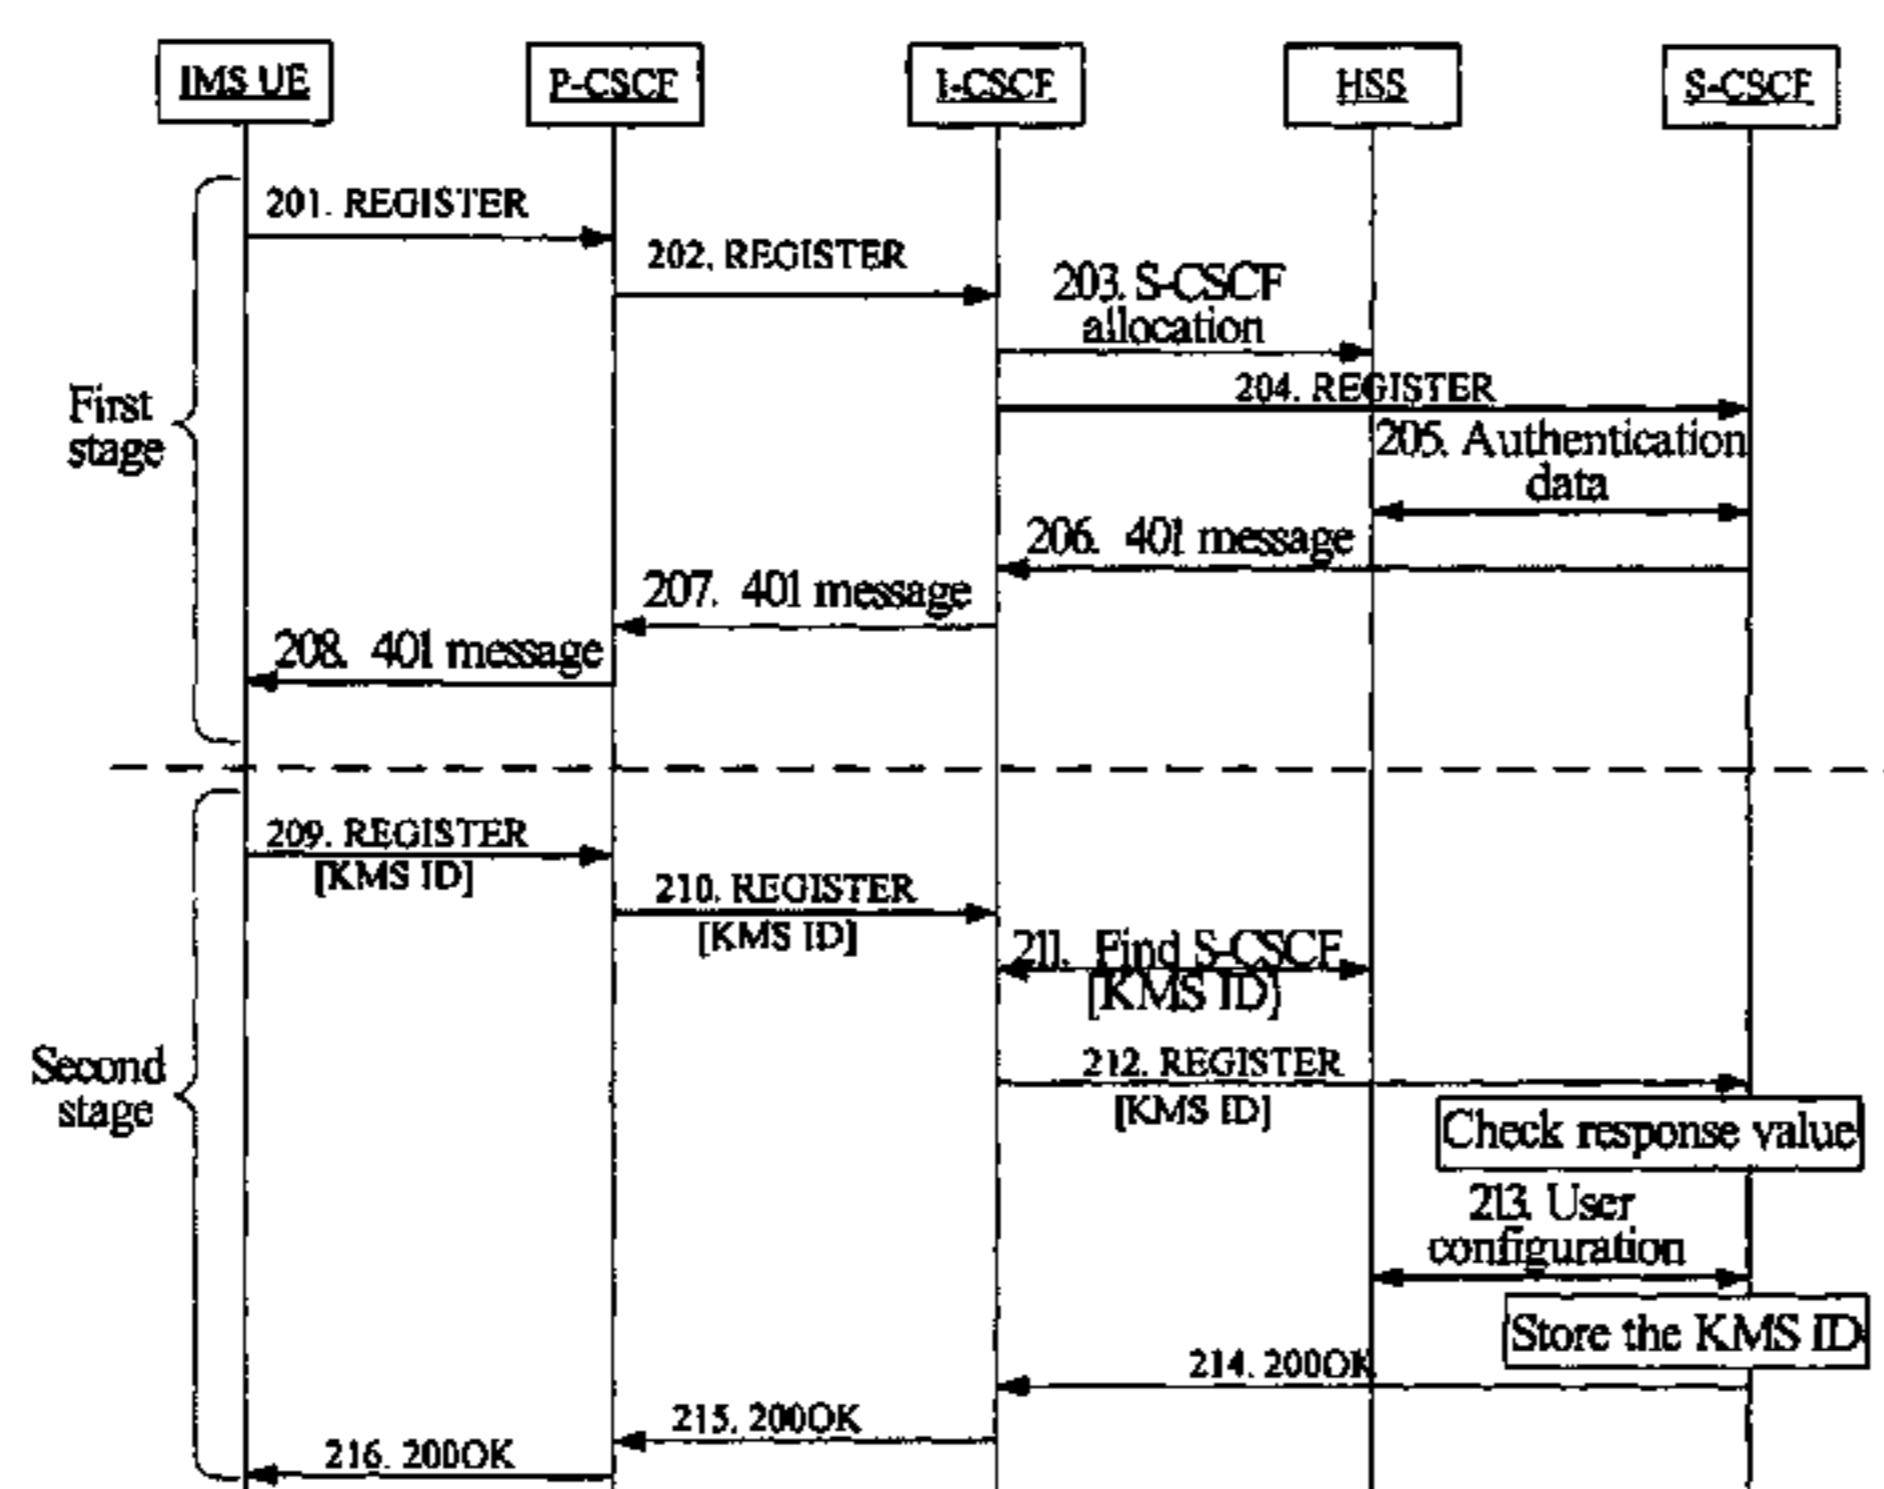 IMS UE
P-CSCF
I-CSCF
HSS
S-CSCF
201. REGISTER
202. REGISTER
203. S-CSCF
allocation
204. REGISTER
First
stage
205. Authentication
data
206. 401 message
207. 401 message
208. 401 message
209. REGISTER
[KMS ID]
210. REGISTER
[KMS ID]
211. Find S-CSCF
[KMS ID]
Second
stage
212. REGISTER
[KMS ID]
Check response value
213. User
configuration
Store the KMS ID
214. 200OK
215. 200OK
216. 200OK